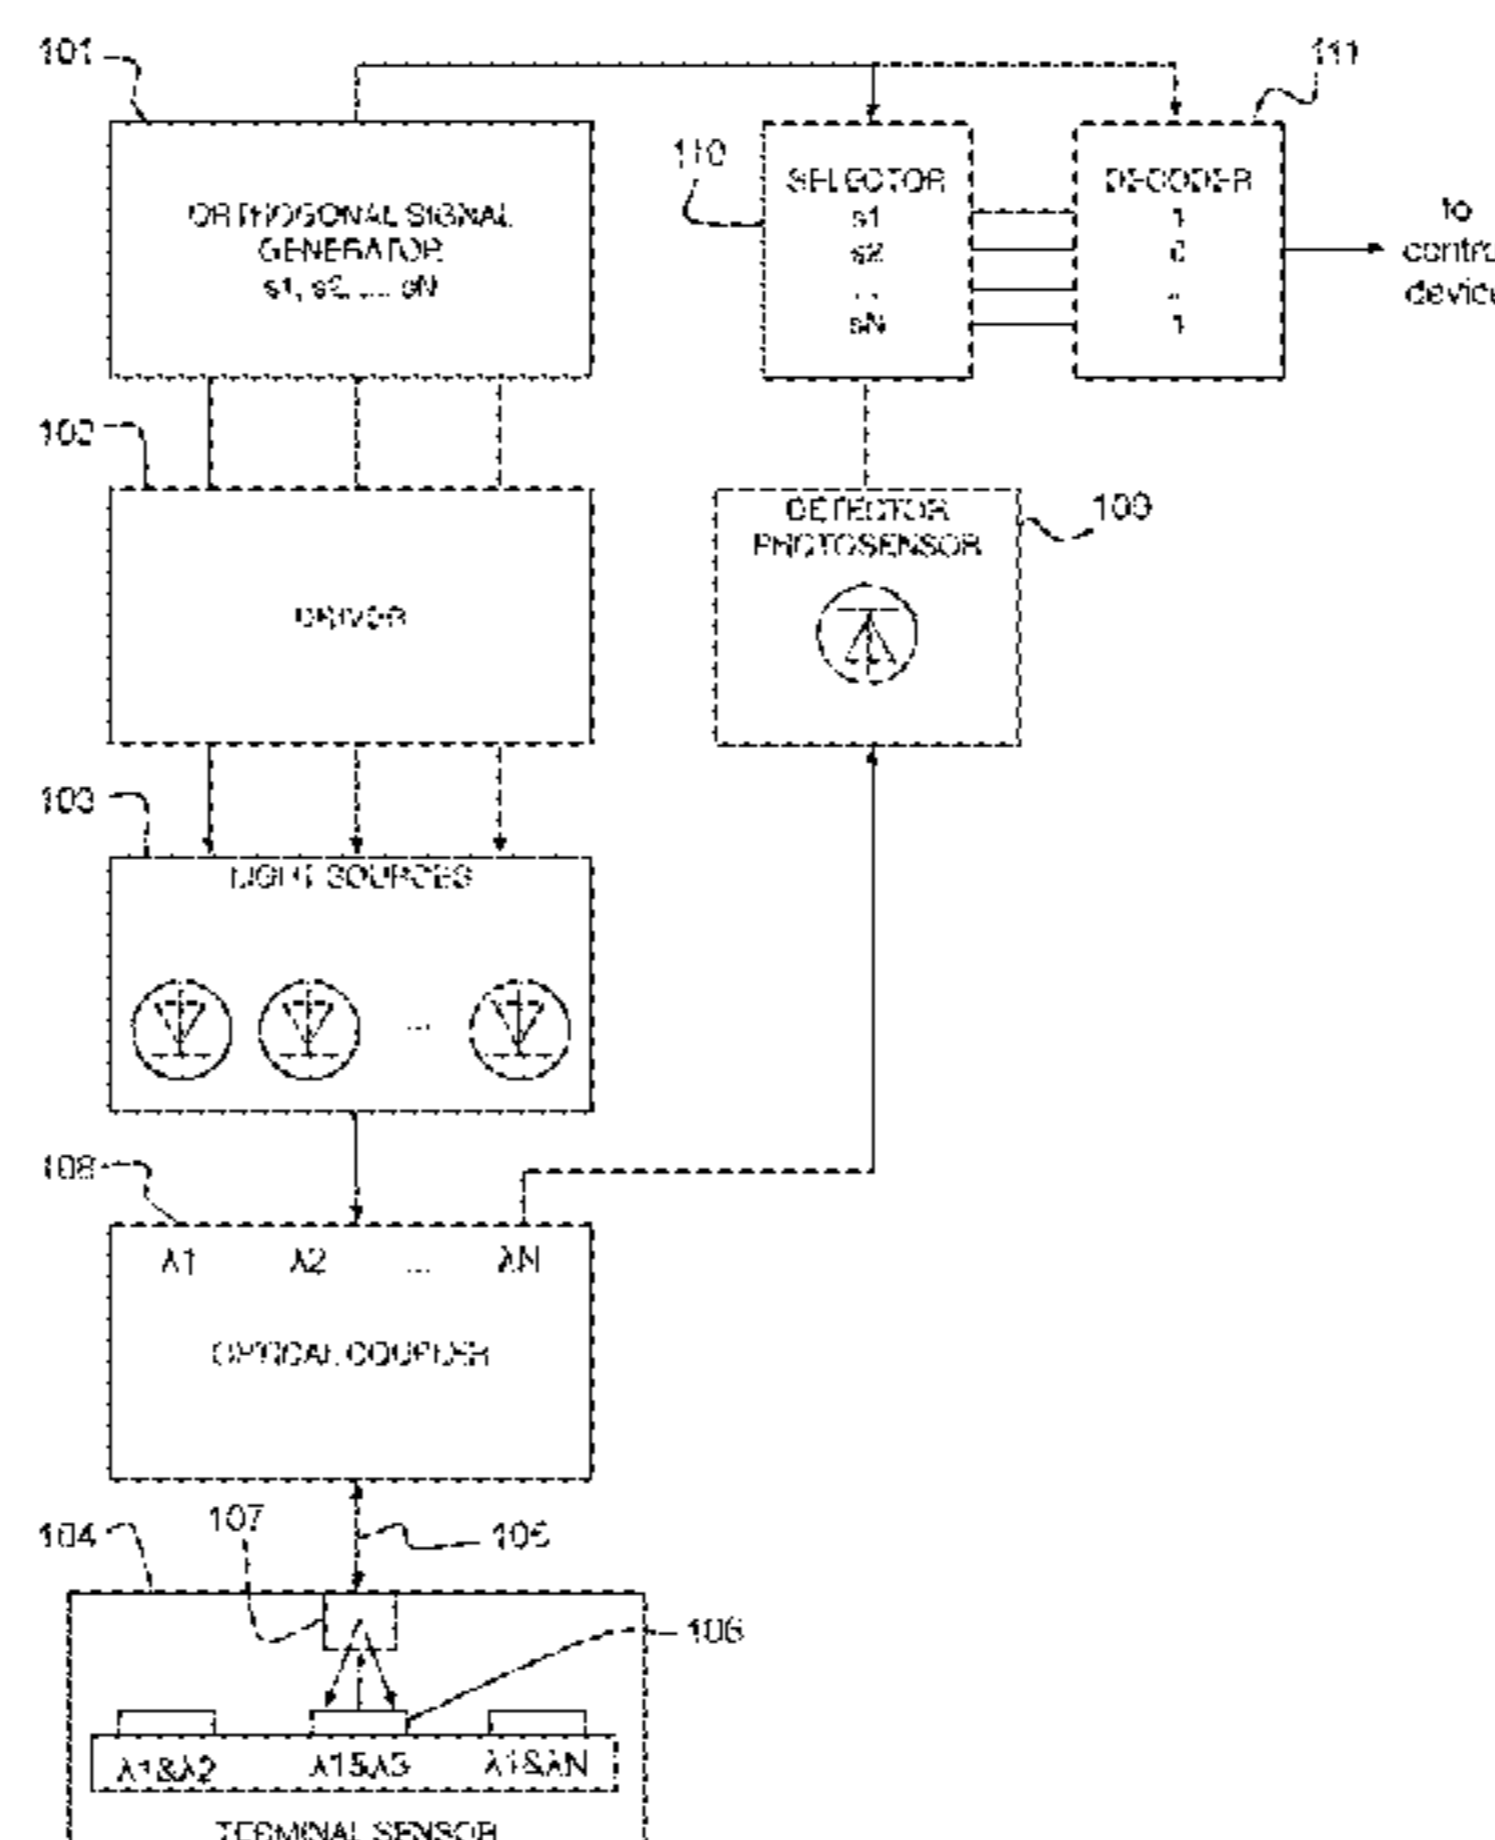 101
111
110
ORTHOGONAL SIGNAL
GENERATOR
s1, s2, .... sN
SELECTOR
s1
s2
...
sN
DECODER
1
0
..
1
to
102
DRIVER
DETECTOR
PHOTOSENSOR
109
103
LIGHT SOURCES
...
108
λ1 λ2 ... λN
OPTICAL COUPLER
104
107
105
106
λ1&λ2 λ1&λ3 λ1&λN
TERMINAL SENSOR